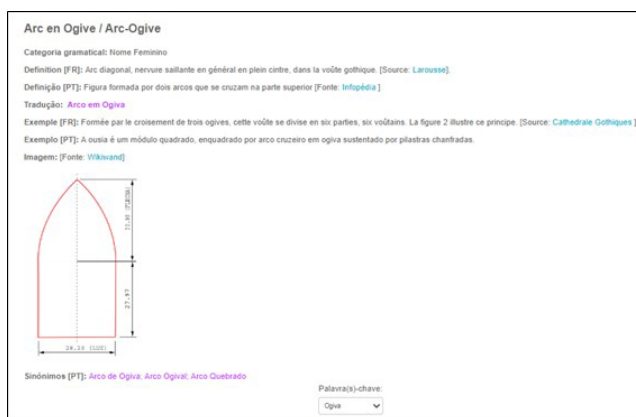 Arc en Ogive / Arc-Ogive
Categoria gramatical: Nome Feminino
Definition [FR]: Arc diagonal, nervure saillante en général en plein cintre, dans la voûte gothique. [Source: Larousse].
Definição [PT]: Figura formada por dois arcos que se cruzam na parte superior [Fonte: Infopédia ]
Tradução: Arco em Ogiva
Exemple [FR]: Formée par le croisement de trois ogives, cette voûte se divise en six parties, six voûtains. La figure 2 illustre ce principe. [Source: Cathedrale Gothiques ]
Exemplo [PT]: A ousia é um módulo quadrado, enquadrado por arco cruzeiro em ogiva sustentado por pilastras chanfradas.
Imagem: [Fonte: Wikiwand]
(FLECHA)
(LUZ)
Sinónimos [PT]: Arco de Ogiva; Arco Ogival; Arco Quebrado
Palavra(s)-chave:
Ogiva